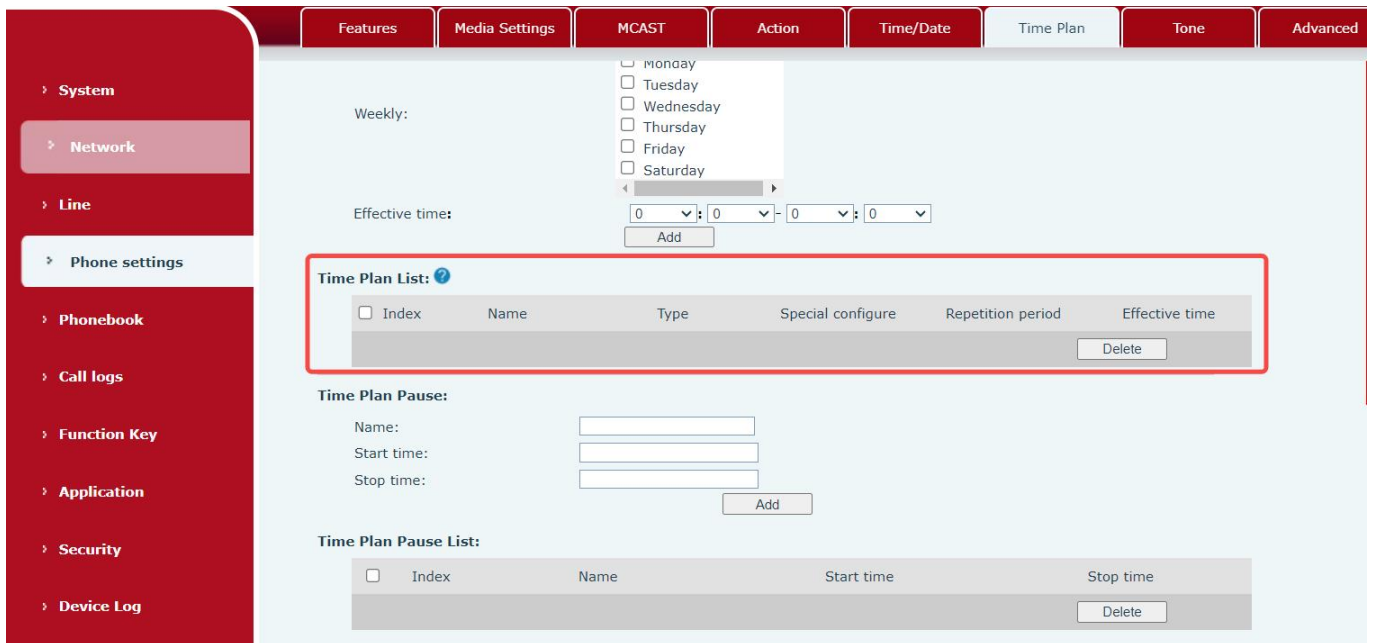 Features Media Settings MCAST Action Time/Date Time Plan Tone Advanced
System
Network
Line
Phone settings
Phonebook
Call logs
Function Key
Application
Security
Device Log
Monday
Tuesday
Weekly: Wednesday
Thursday
Friday
Saturday
Effective time: 0 : 0 - 0 : 0
Add
Time Plan List:
Index Name Type Special configure Repetition period Effective time
Delete
Time Plan Pause:
Name:
Start time:
Stop time:
Add
Time Plan Pause List:
Index Name Start time Stop time
Delete